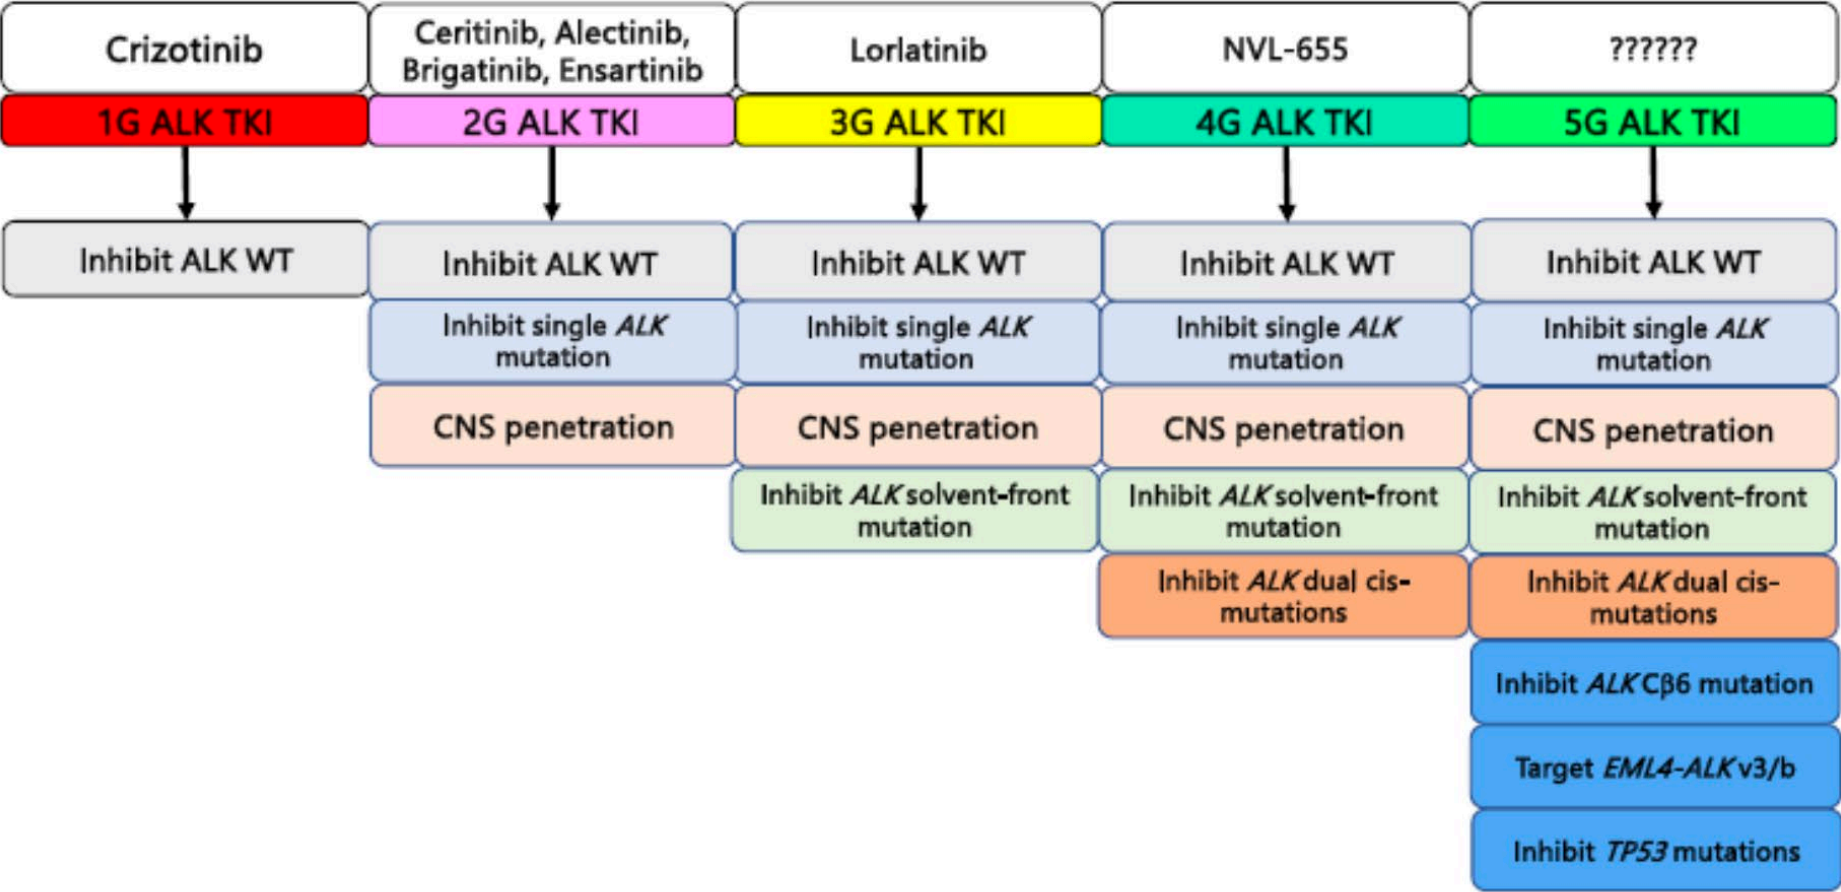 Crizotinib
Ceritinib, Alectinib,
Brigatinib, Ensartinib
Lorlatinib
NVL-655
??????
1G ALK TKI
2G ALK TKI
3G ALK TKI
4G ALK TKI
5G ALK TKI
Inhibit ALK WT
Inhibit ALK WT
Inhibit ALK WT
Inhibit ALK WT
Inhibit ALK WT
Inhibit single ALK
mutation
Inhibit single ALK
mutation
Inhibit single ALK
mutation
Inhibit single ALK
mutation
CNS penetration
CNS penetration
CNS penetration
CNS penetration
Inhibit ALK solvent-front
mutation
Inhibit ALK solvent-front
mutation
Inhibit ALK solvent-front
mutation
Inhibit ALK dual cis-
mutations
Inhibit ALK dual cis-
mutations
Inhibit ALK Cβ6 mutation
Target EML4-ALK v3/b
Inhibit TP53 mutations